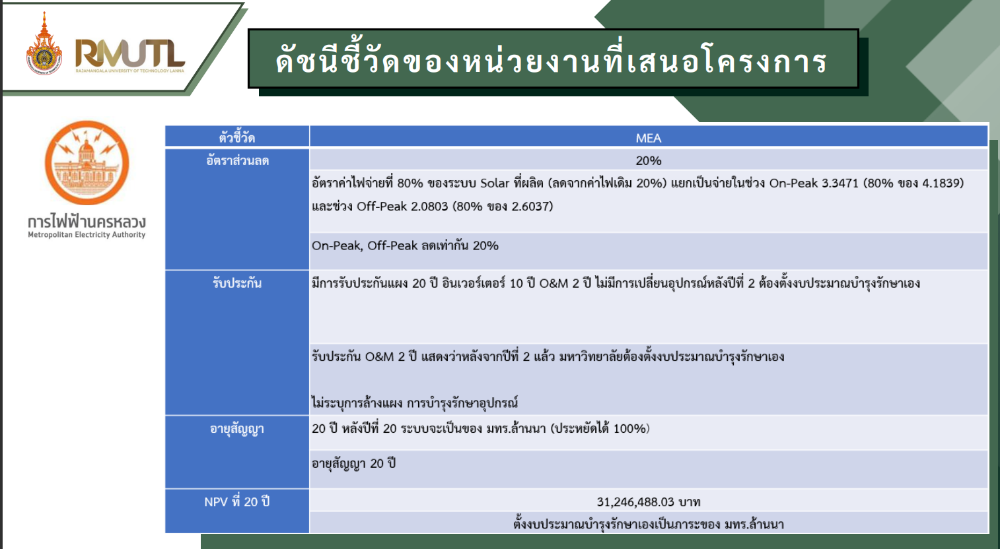 RMUTL
RAJAMANGALA UNIVERSITY OF TECHNOLOGY LANNA
ดัชนีชี้วัดของหน่วยงานที่เสนอโครงการ
การไฟฟ้านครหลวง
Metropolitan Electricity Authority
ตัวชี้วัด MEA
อัตราส่วนลด 20%
อัตราค่าไฟจ่ายที่ 80% ของระบบ Solar ที่ผลิต (ลดจากค่าไฟเดิม 20%) แยกเป็นจ่ายในช่วง On-Peak 3.3471 (80% ของ 4.1839)
และช่วง Off-Peak 2.0803 (80% ของ 2.6037)
On-Peak, Off-Peak ลดเท่ากัน 20%
รับประกัน มีการรับประกันแผง 20 ปี อินเวอร์เตอร์ 10 ปี O&M 2 ปี ไม่มีการเปลี่ยนอุปกรณ์หลังปีที่ 2 ต้องตั้งงบประมาณบำรุงรักษาเอง
รับประกัน O&M 2 ปี แสดงว่าหลังจากปีที่ 2 แล้ว มหาวิทยาลัยต้องตั้งงบประมาณบำรุงรักษาเอง
ไม่ระบุการล้างแผง การบำรุงรักษาอุปกรณ์
อายุสัญญา 20 ปี หลังปีที่ 20 ระบบจะเป็นของ มทร.ล้านนา (ประหยัดได้ 100%)
อายุสัญญา 20 ปี
NPV ที่ 20 ปี 31,246,488.03 บาท
ตั้งงบประมาณบำรุงรักษาเองเป็นภาระของ มทร.ล้านนา